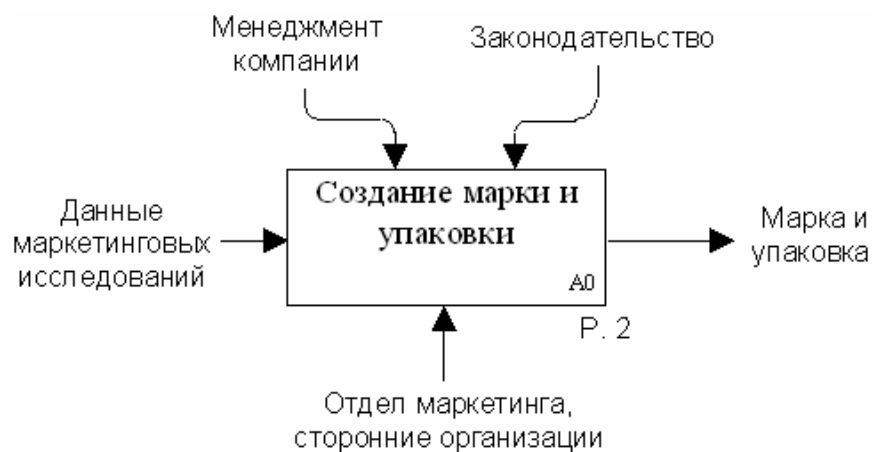 Менеджмент
компании
Законодательство
Данные
маркетинговых
исследований
Создание марки и
упаковки
A0
Марка и
упаковка
P. 2
Отдел маркетинга,
сторонние организации